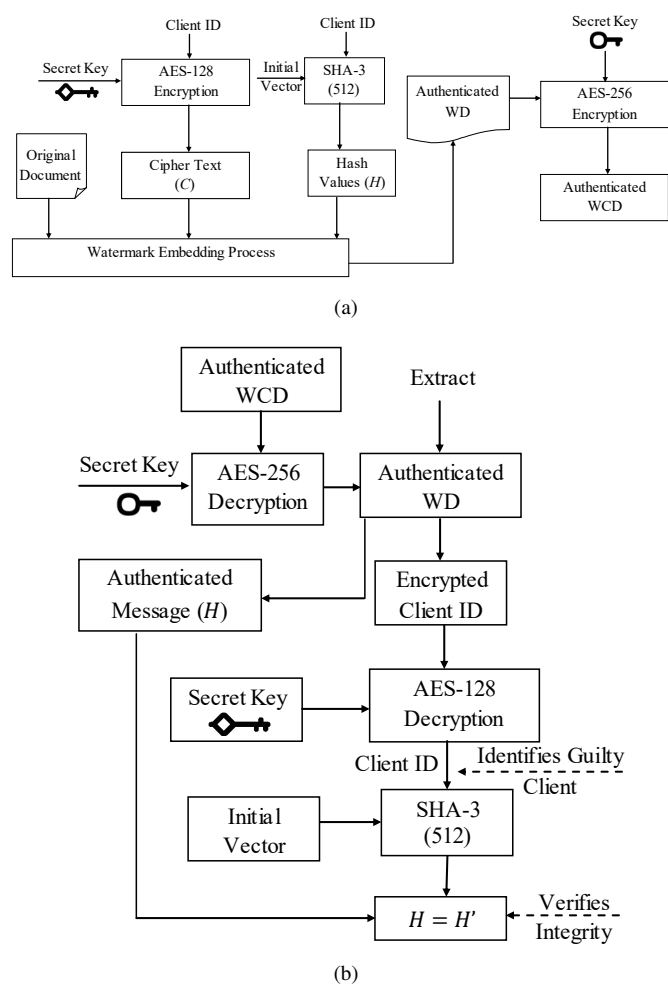 Client ID
Client ID
Secret Key
Secret Key
AES-128
Encryption
Initial
Vector
SHA-3
(512)
Authenticated
WD
AES-256
Encryption
Original
Document
Cipher Text
(C)
Hash
Values (H)
Authenticated
WCD
Watermark Embedding Process
(a)
Authenticated
WCD
Extract
Secret Key
AES-256
Decryption
Authenticated
WD
Authenticated
Message (H)
Encrypted
Client ID
Secret Key
AES-128
Decryption
Client ID
Identifies Guilty
Client
Initial
Vector
SHA-3
(512)
H = H'
Verifies
Integrity
(b)